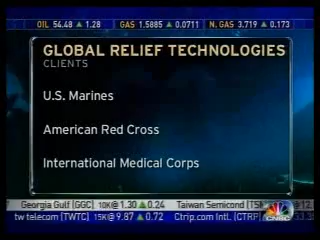 OIL 54.48 ▲ 1.28 GAS 1.5885 ▲ 0.0711 N. GAS 3.719 ▲ 0.173
GLOBAL RELIEF TECHNOLOGIES
CLIENTS
U.S. Marines
American Red Cross
International Medical Corps
Georgia Gulf (GGC) 10K@1.30▲0.24 Taiwan Semicond (TS
tw telecom (TWTC) 15K@9.87▲0.72 Ctrip.com Intl. (CTRP)
CNBC